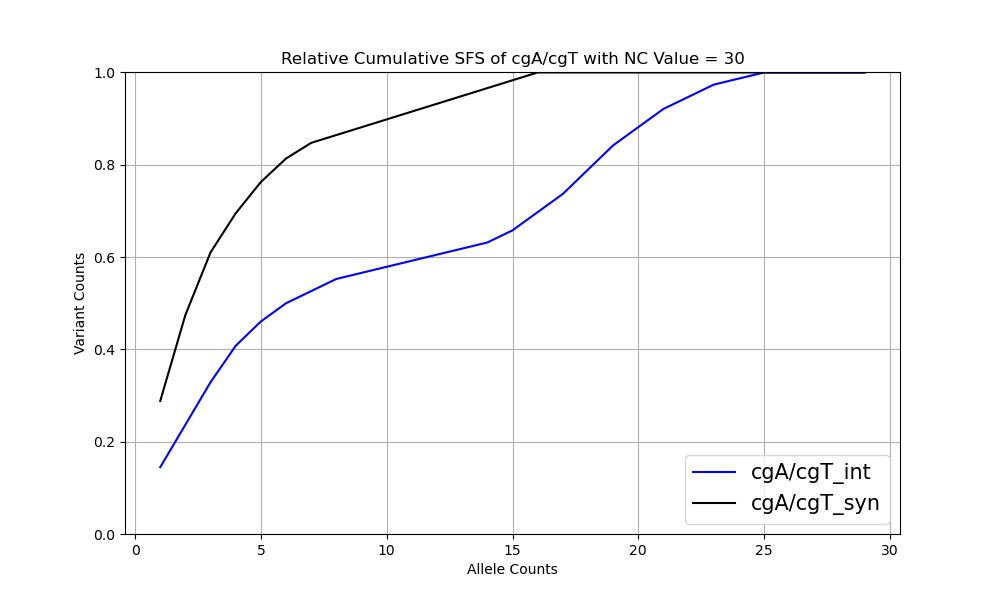 Relative Cumulative SFS of cgA/cgT with NC Value = 30
1.0
0.8
0.6
0.4
0.2
0.0
Variant Counts
0 5 10 15 20 25 30
Allele Counts
cgA/cgT_int
cgA/cgT_syn